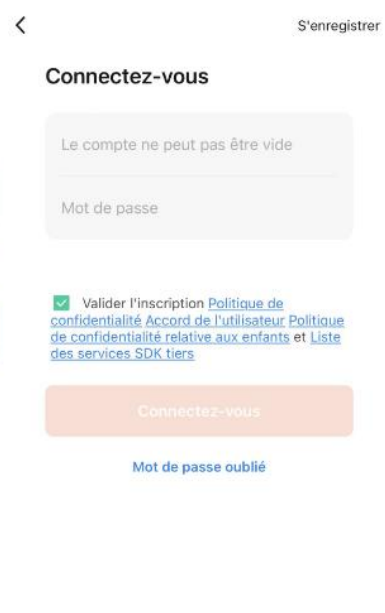 S'enregistrer
Connectez-vous
Le compte ne peut pas être vide
Mot de passe
Valider l'inscription Politique de
confidentialité Accord de l'utilisateur Politique
de confidentialité relative aux enfants et Liste
des services SDK tiers
Connectez-vous
Mot de passe oublié